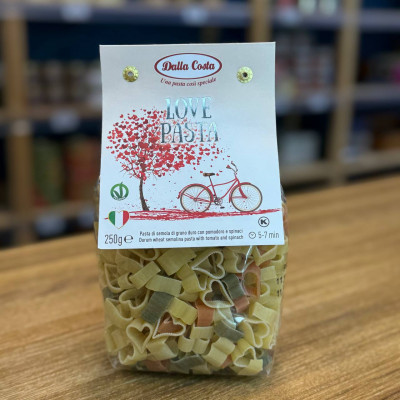 Dalla Costa
Una pasta così speciale
LOVE
PASTA
Pasta di semola di grano duro con pomodoro e spinaci
250g e Durum wheat semolina pasta with tomato and spinach 5-7 min
K